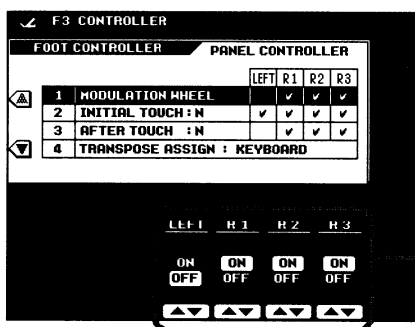 F3 CONTROLLER
FOOT CONTROLLER PANEL CONTROLLER
LEFT R1 R2 R3
1 MODULATION WHEEL ✔ ✔ ✔
2 INITIAL TOUCH : N ✔ ✔ ✔ ✔
3 AFTER TOUCH : N ✔ ✔ ✔
4 TRANSPOSE ASSIGN : KEYBOARD
LEFT R1 R2 R3
ON ON ON ON
OFF OFF OFF OFF